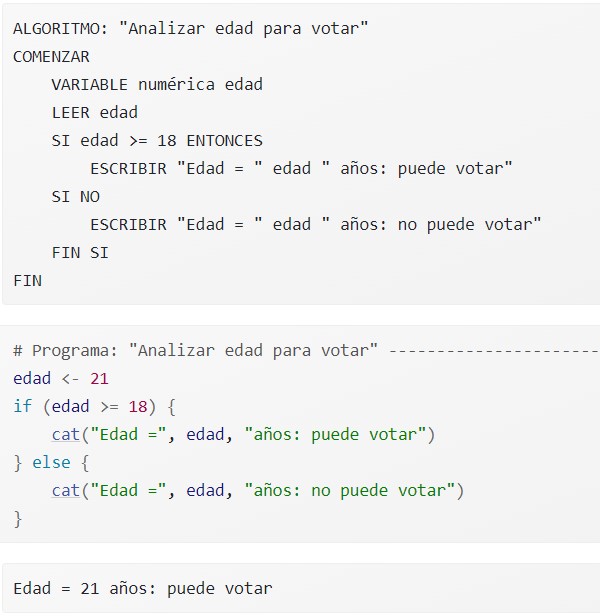 ALGORITMO: "Analizar edad para votar"
COMENZAR
    VARIABLE numérica edad
    LEER edad
    SI edad >= 18 ENTONCES
        ESCRIBIR "Edad = " edad " años: puede votar"
    SI NO
        ESCRIBIR "Edad = " edad " años: no puede votar"
    FIN SI
FIN
# Programa: "Analizar edad para votar" ----------------------
edad <- 21
if (edad >= 18) {
    cat("Edad =", edad, "años: puede votar")
} else {
    cat("Edad =", edad, "años: no puede votar")
}
Edad = 21 años: puede votar